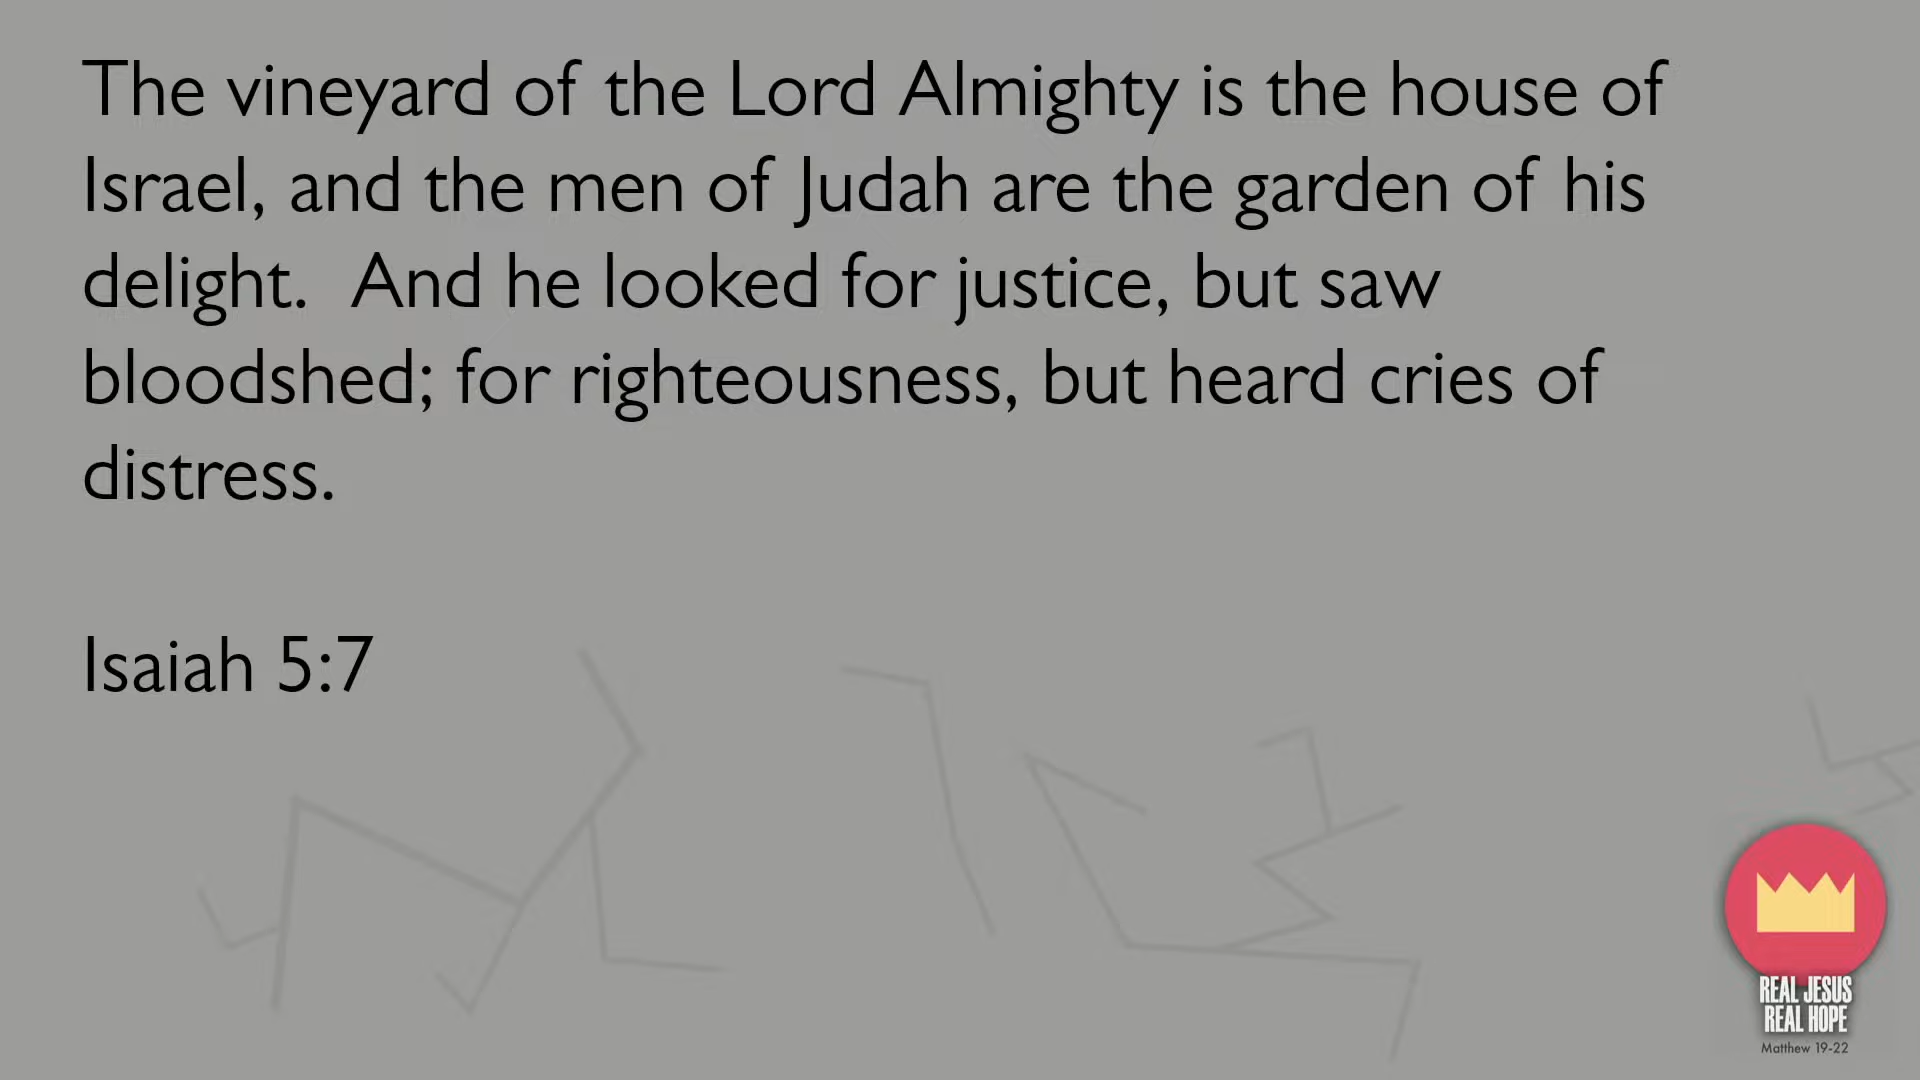 The vineyard of the Lord Almighty is the house of
Israel, and the men of Judah are the garden of his
delight.  And he looked for justice, but saw
bloodshed; for righteousness, but heard cries of
distress.
Isaiah 5:7
REAL JESUS
REAL HOPE
Matthew 19-22